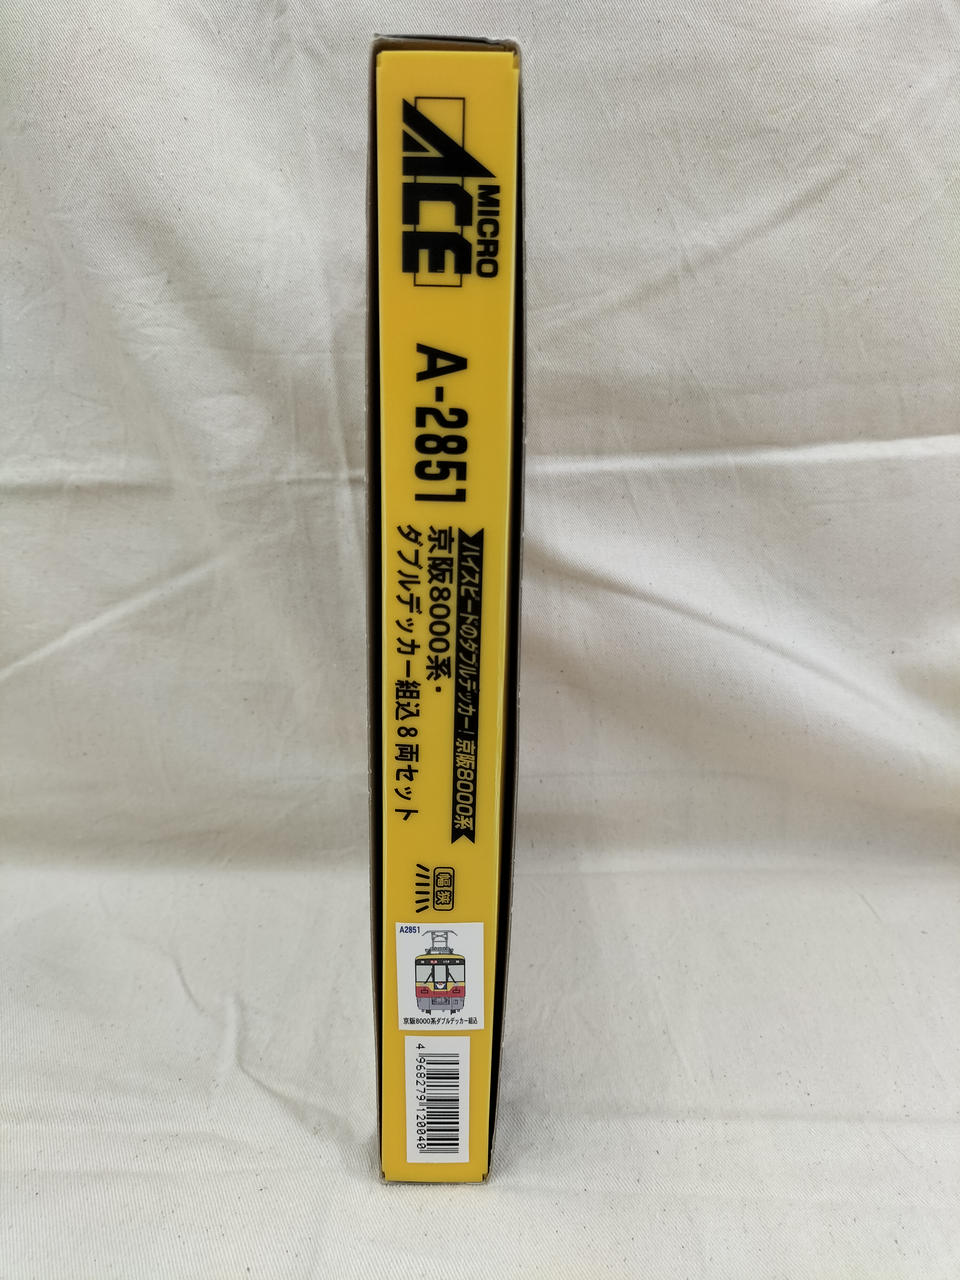 MICRO
ACE
A-2851
ハイスピードのダブルデッカー！京阪8000系
京阪8000系・
ダブルデッカー組込8両セット
A2851
京阪8000系ダブルデッカー組込
4 968279 120040